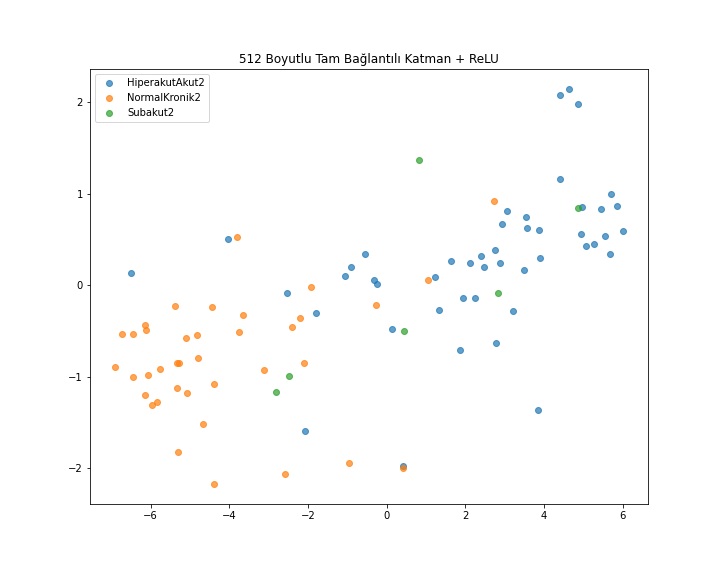 512 Boyutlu Tam Bağlantılı Katman + ReLU
HiperakutAkut2
NormalKronik2
Subakut2
2
1
0
−1
−2
−6 −4 −2 0 2 4 6